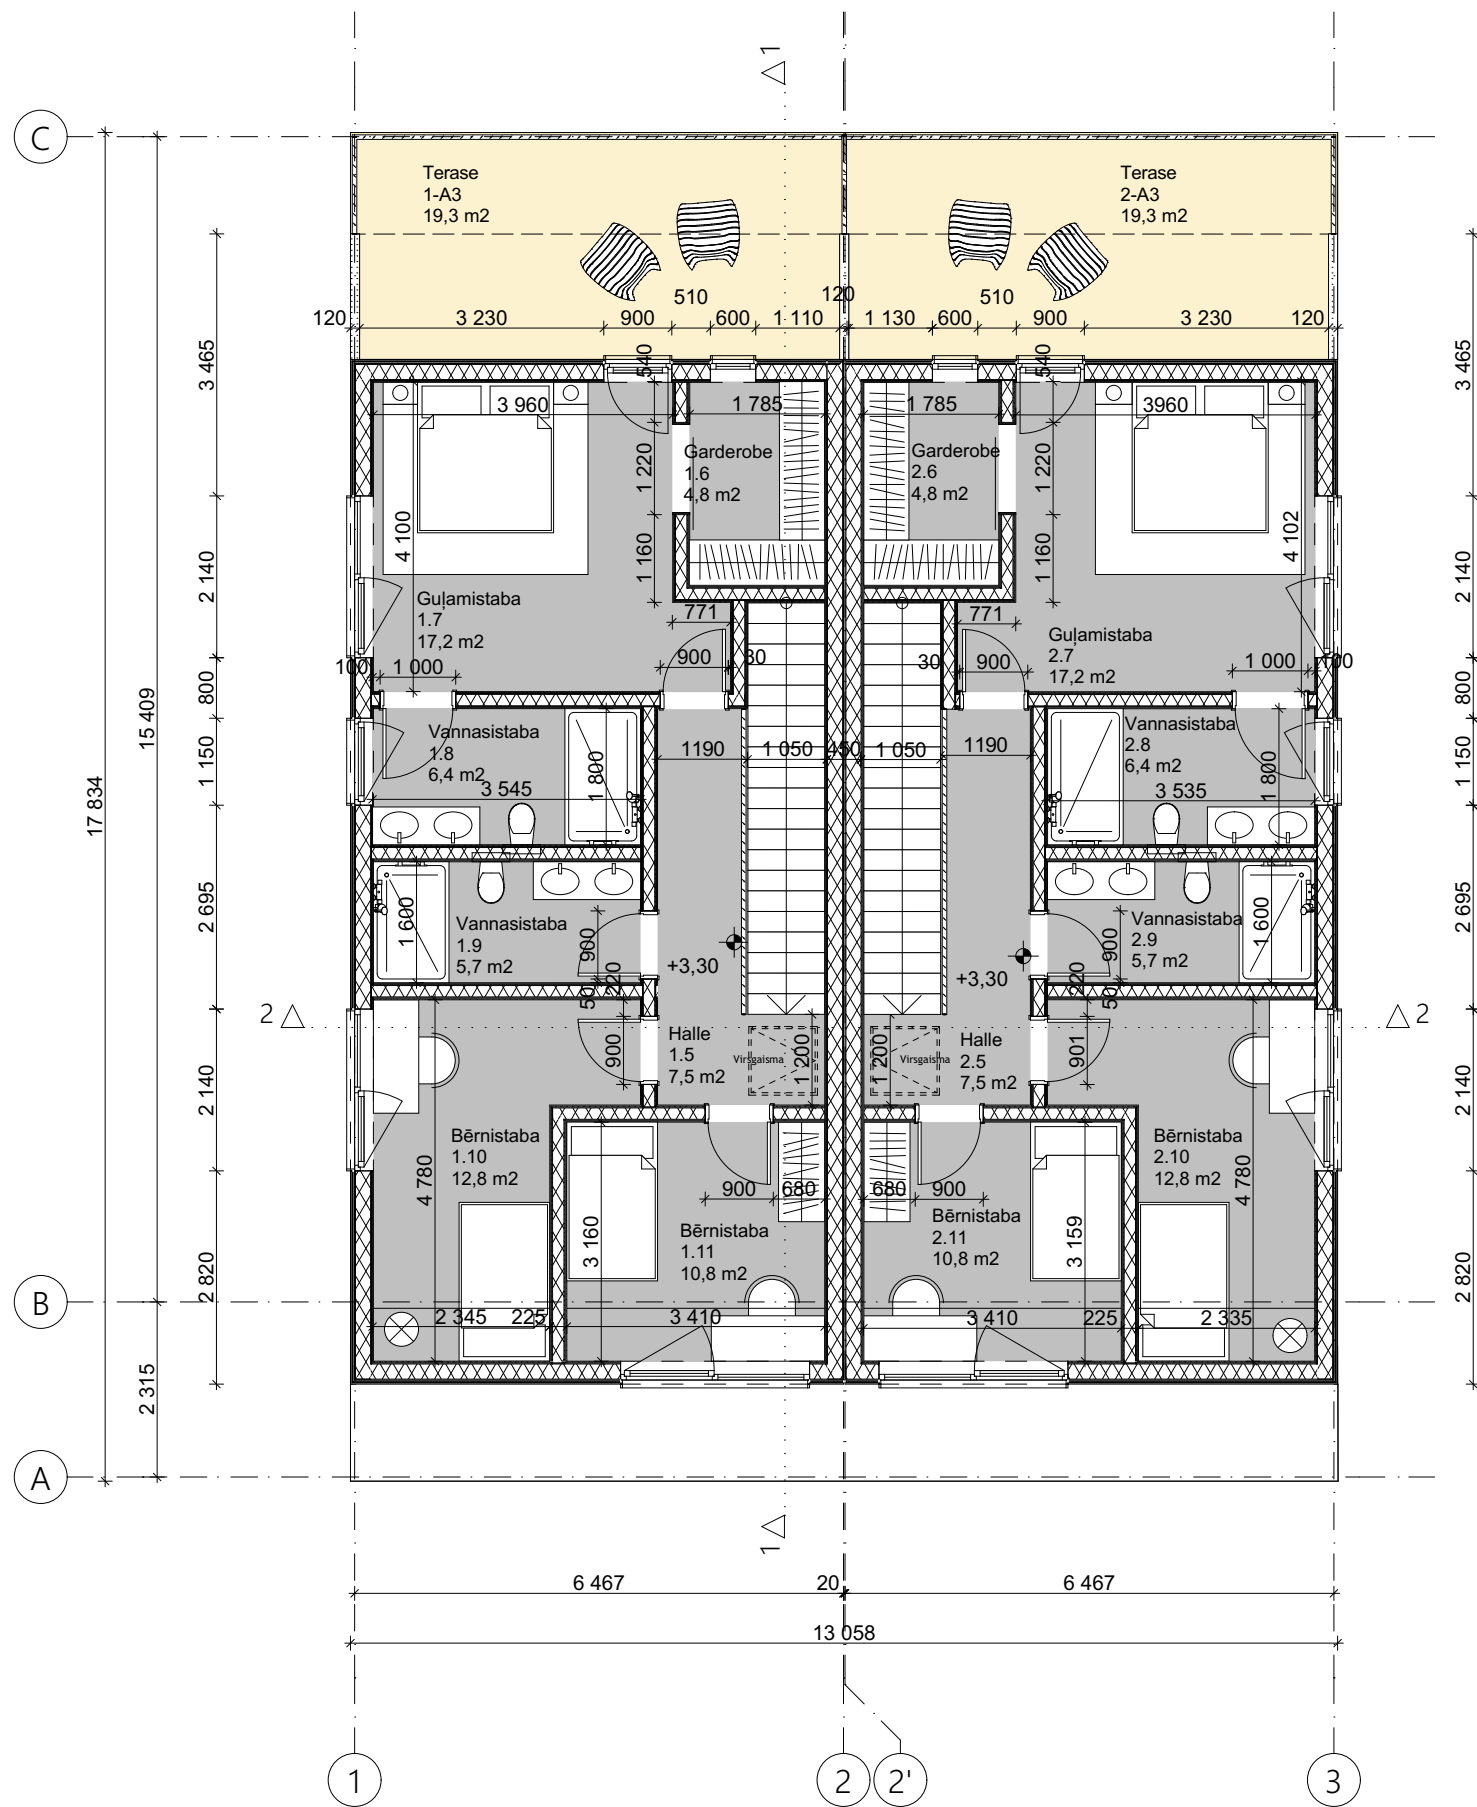 1
C
Terase
1-A3
19,3 m2
Terase
2-A3
19,3 m2
120 3 230 900 510 600 1 110 120 1 130 600 510 900 3 230 120
3 465
3 465
540
540
3 960
1 785
1 785
3960
Garderobe
1.6
4,8 m2
Garderobe
2.6
4,8 m2
1 220
1 220
4 100
1 160
1 160
4 102
2 140
2 140
Guļamistaba
1.7
17,2 m2
771
771
Guļamistaba
2.7
17,2 m2
100 1 000 900 30
30 900 1 000 100
800
800
15 409
17 834
Vannasistaba
1.8
6,4 m2
3 545
1 800
1190 1 050 450 1 050 1190
Vannasistaba
2.8
6,4 m2
3 535
1 800
1 150
1 150
2 695
2 695
1 600
Vannasistaba
1.9
5,7 m2
900
220
50
+3,30
+3,30
Vannasistaba
2.9
5,7 m2
900
220
50
1 600
2
2
Halle
1.5
7,5 m2
900
Virsgaisma
1 200
1 200
Virsgaisma
Halle
2.5
7,5 m2
901
2 140
2 140
Bērnistaba
1.10
12,8 m2
4 780
900 680
680 900
Bērnistaba
2.10
12,8 m2
4 780
3 160
Bērnistaba
1.11
10,8 m2
Bērnistaba
2.11
10,8 m2
3 159
2 820
2 820
B
2 345 225 3 410
3 410 225 2 335
2 315
A
1
6 467 20 6 467
13 058
1 2 2' 3